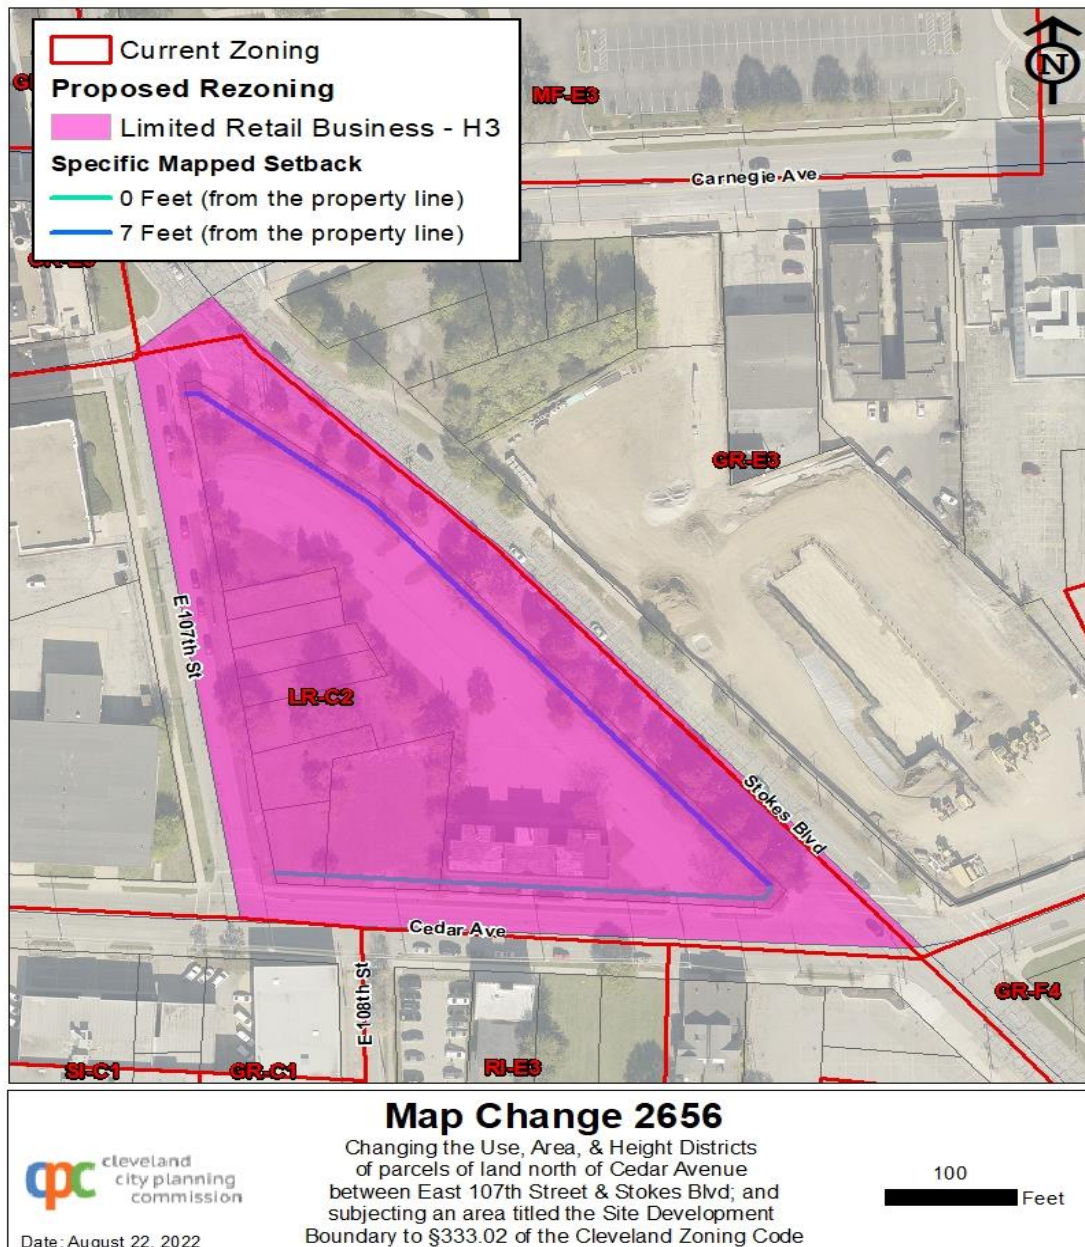 Current Zoning
Proposed Rezoning
Limited Retail Business - H3
Specific Mapped Setback
0 Feet (from the property line)
7 Feet (from the property line)
N
MF-E3
Carnegie Ave
GR-E3
E 107th St
LR-C2
Stokes Blvd
Cedar Ave
E 108th St
GR-F4
SI-C1
GR-C1
RI-E3
Map Change 2656
Changing the Use, Area, & Height Districts
of parcels of land north of Cedar Avenue
between East 107th Street & Stokes Blvd; and
subjecting an area titled the Site Development
Boundary to §333.02 of the Cleveland Zoning Code
cpc
cleveland
city planning
commission
Date: August 22, 2022
100
Feet